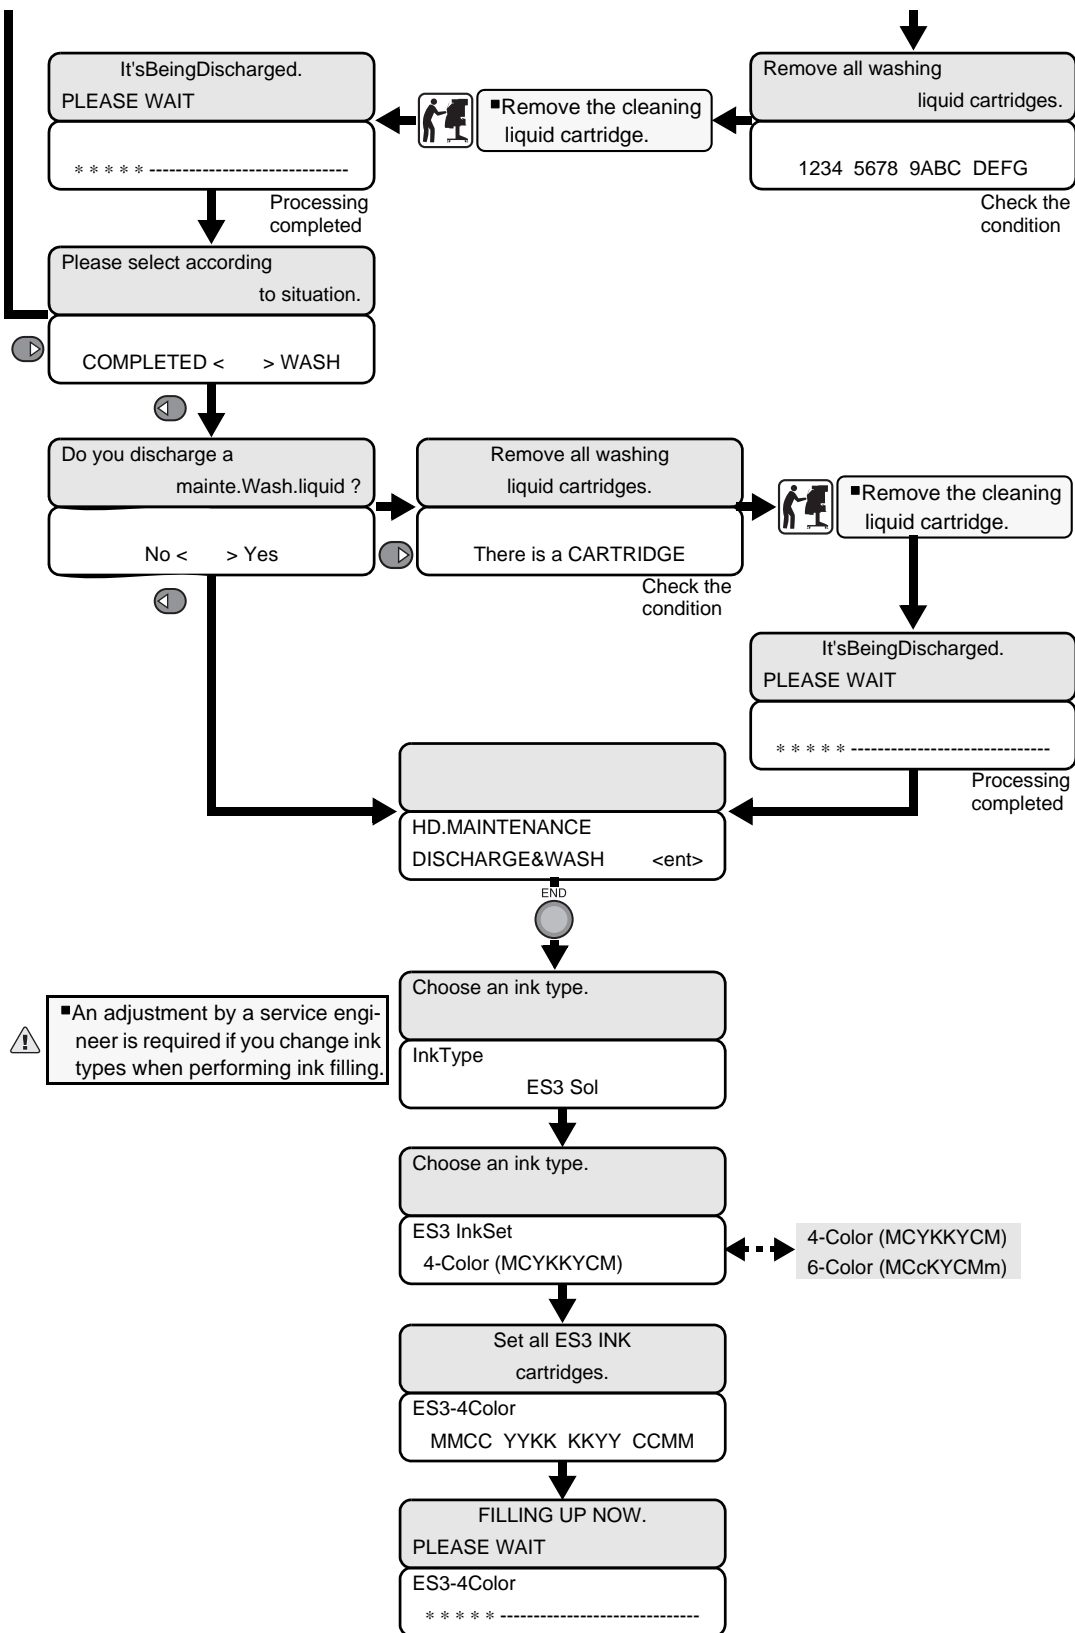 It'sBeingDischarged.
PLEASE WAIT
* * * * * ------------------------------
Processing
completed
■Remove the cleaning
liquid cartridge.
Remove all washing
liquid cartridges.
1234 5678 9ABC DEFG
Check the
condition
Please select according
to situation.
COMPLETED < > WASH
Do you discharge a
mainte.Wash.liquid ?
No < > Yes
Remove all washing
liquid cartridges.
There is a CARTRIDGE
Check the
condition
■Remove the cleaning
liquid cartridge.
It'sBeingDischarged.
PLEASE WAIT
* * * * * ------------------------------
Processing
completed
HD.MAINTENANCE
DISCHARGE&WASH <ent>
END
■An adjustment by a service engi-
neer is required if you change ink
types when performing ink filling.
Choose an ink type.
InkType
ES3 Sol
Choose an ink type.
ES3 InkSet
4-Color (MCYKKYCM)
4-Color (MCYKKYCM)
6-Color (MCcKYCMm)
Set all ES3 INK
cartridges.
ES3-4Color
MMCC YYKK KKYY CCMM
FILLING UP NOW.
PLEASE WAIT
ES3-4Color
* * * * * ------------------------------